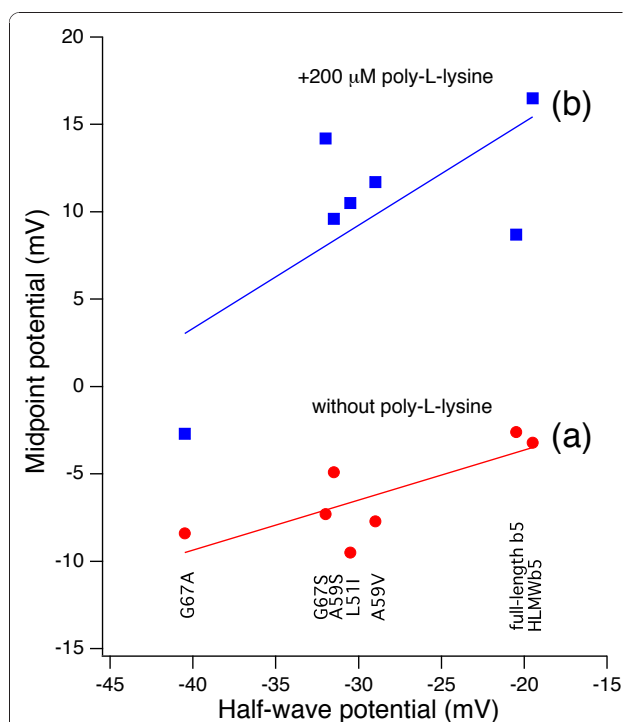 20
+200 μM poly-L-lysine
(b)
15
10
5
0
without poly-L-lysine
(a)
-5
-10
-15
Midpoint potential (mV)
G67A
G67S
A59S
L51I
A59V
full-length b5
HLMWb5
-45 -40 -35 -30 -25 -20 -15
Half-wave potential (mV)